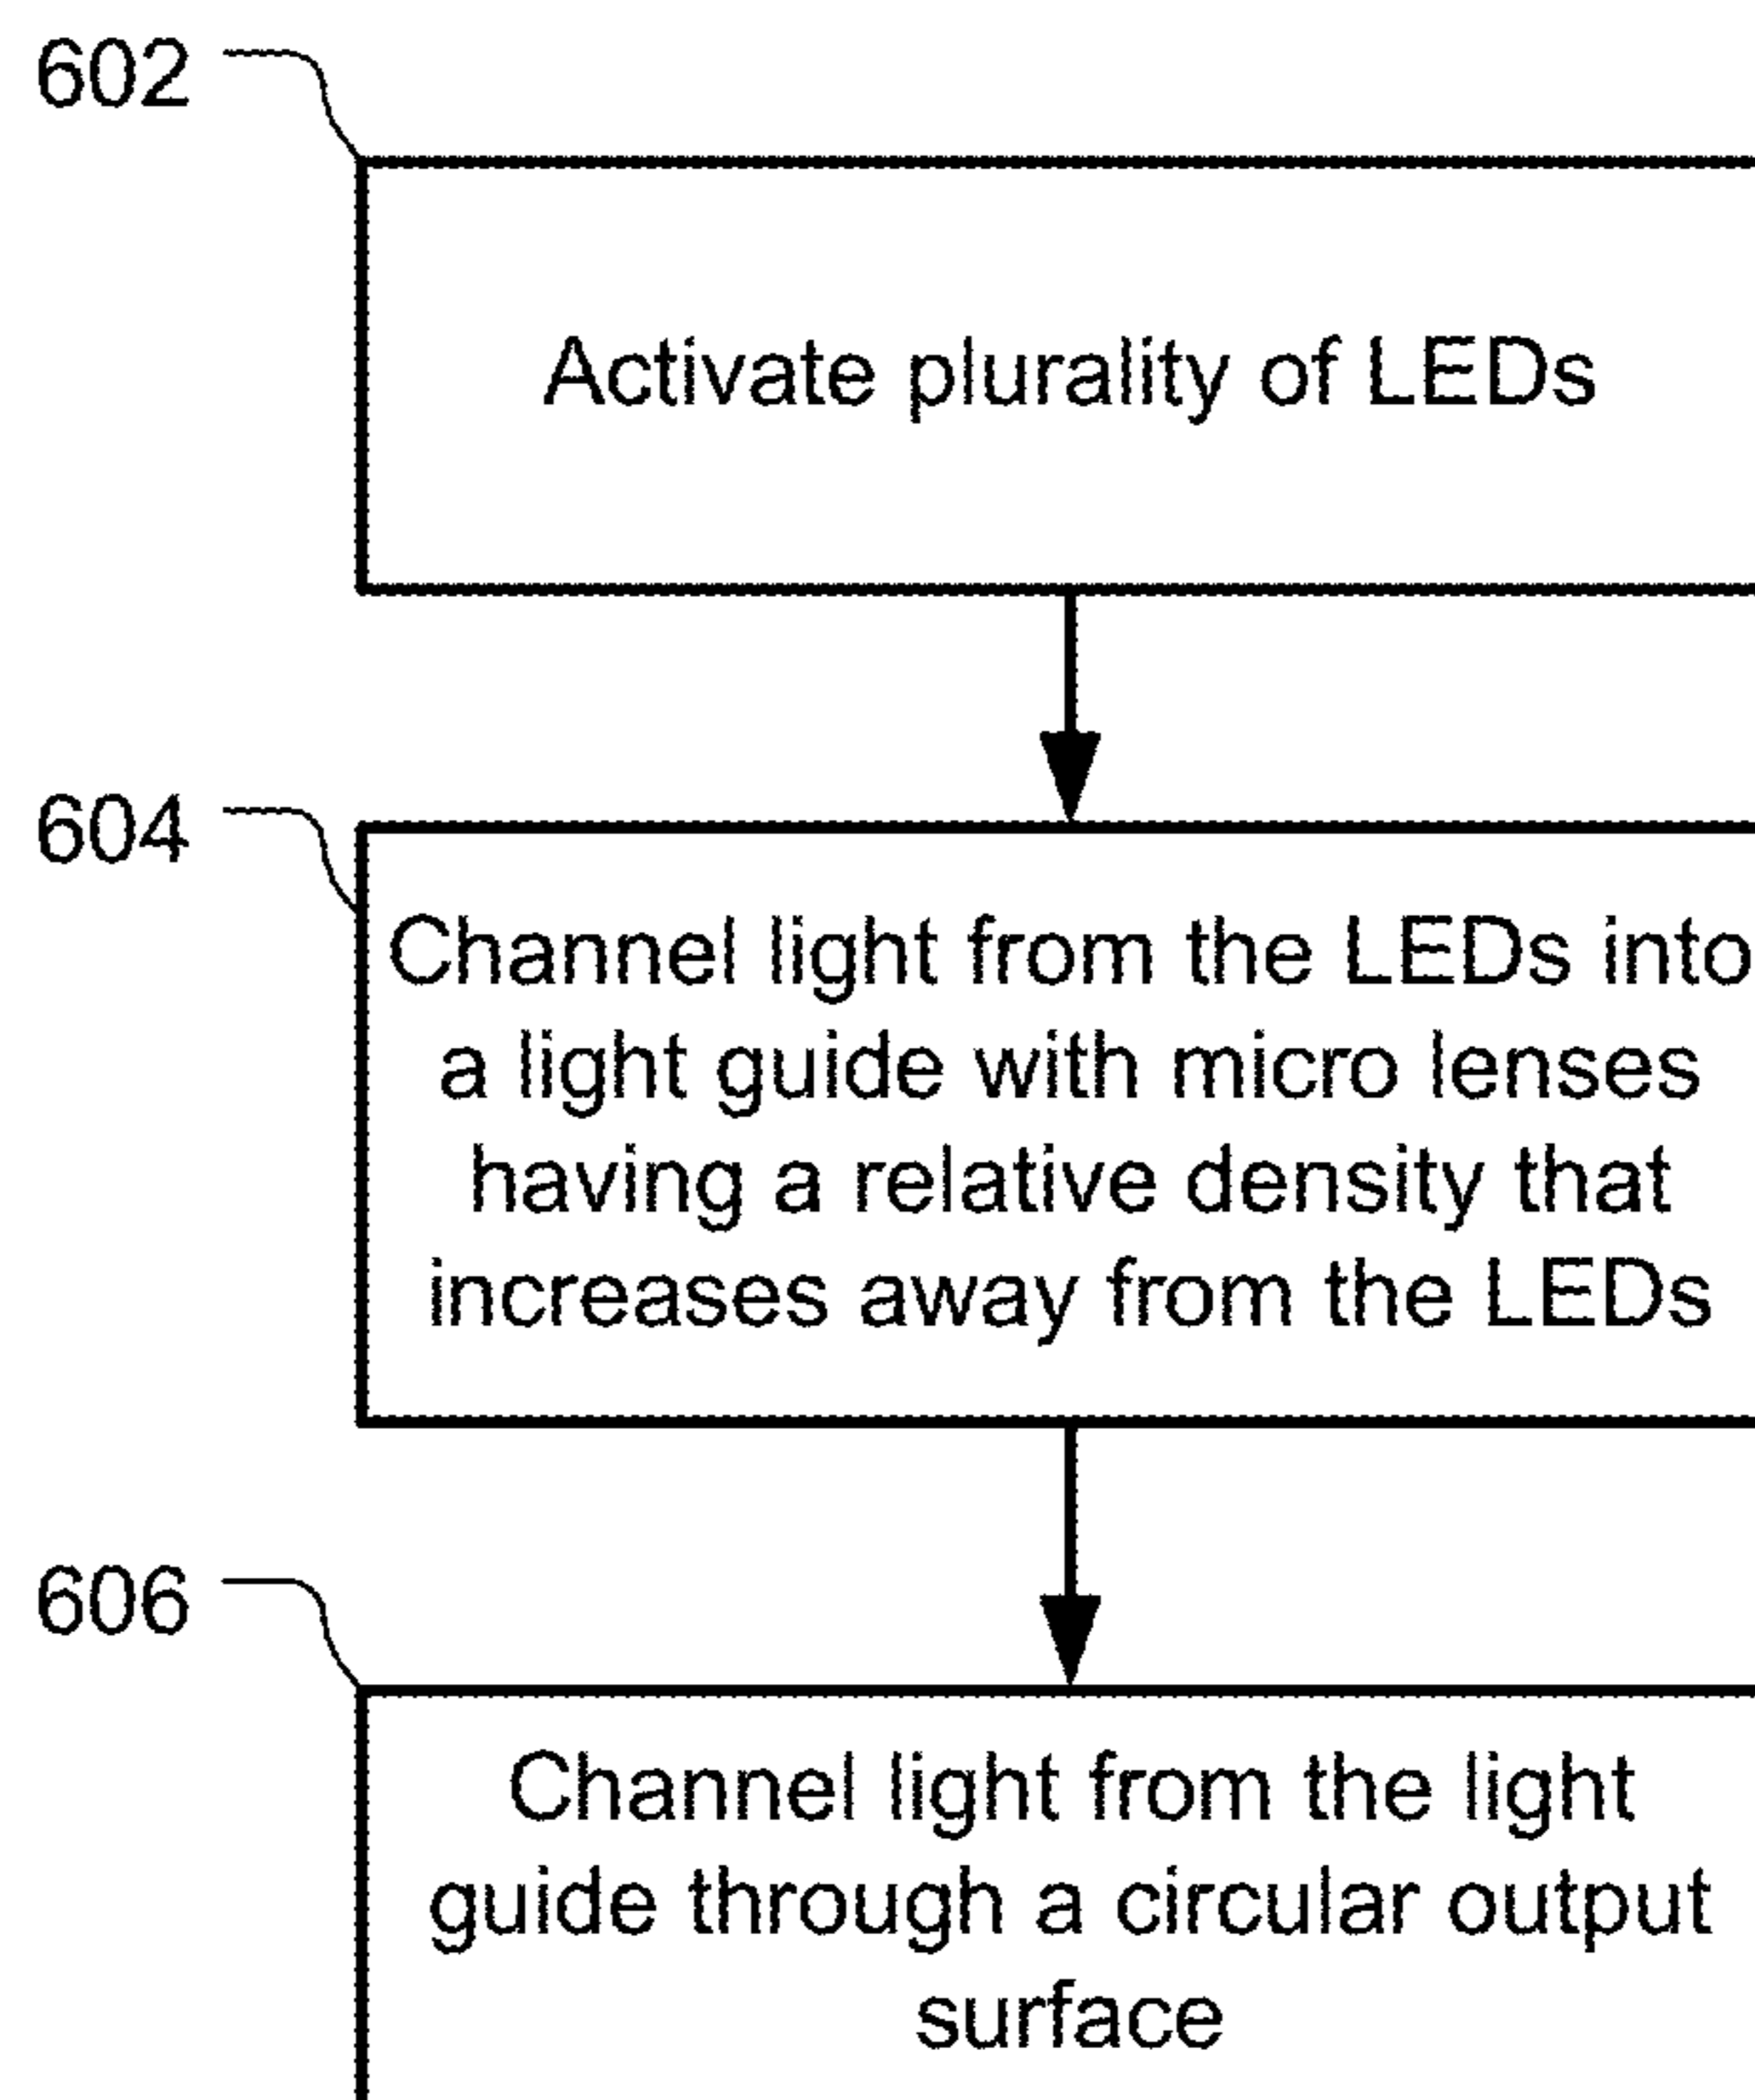 602
Activate plurality of LEDs
604
Channel light from the LEDs into
a light guide with micro lenses
having a relative density that
increases away from the LEDs
606
Channel light from the light
guide through a circular output
surface